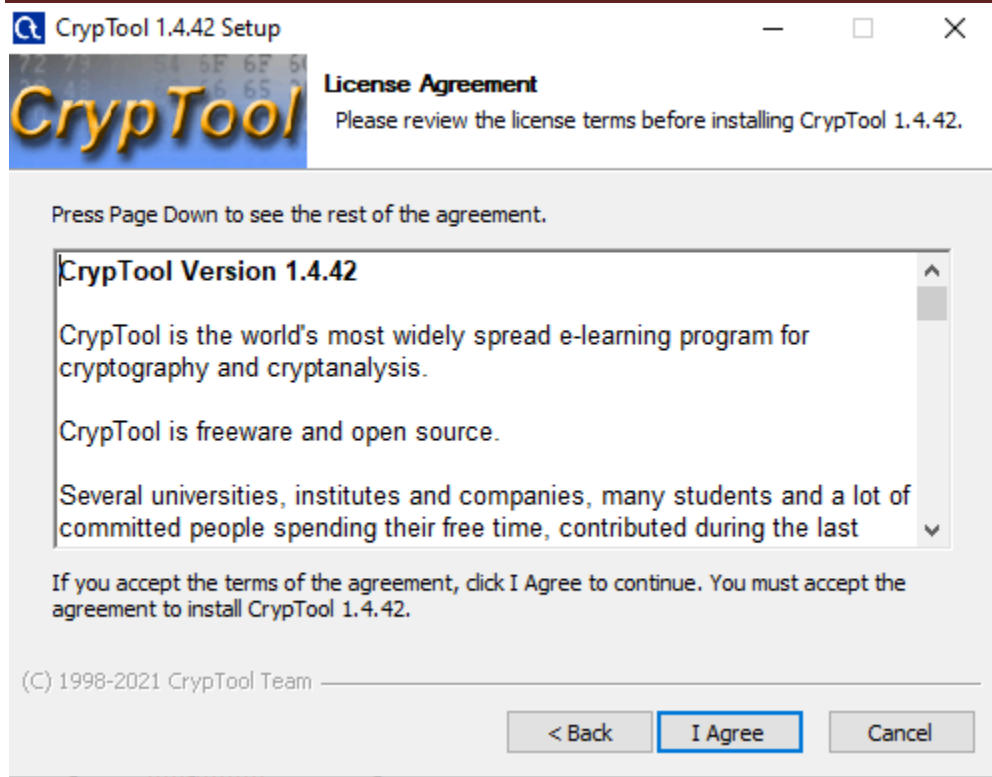 CrypTool 1.4.42 Setup
CrypTool
License Agreement
Please review the license terms before installing CrypTool 1.4.42.
Press Page Down to see the rest of the agreement.
CrypTool Version 1.4.42
CrypTool is the world's most widely spread e-learning program for
cryptography and cryptanalysis.
CrypTool is freeware and open source.
Several universities, institutes and companies, many students and a lot of
committed people spending their free time, contributed during the last
If you accept the terms of the agreement, click I Agree to continue. You must accept the
agreement to install CrypTool 1.4.42.
(C) 1998-2021 CrypTool Team
< Back
I Agree
Cancel